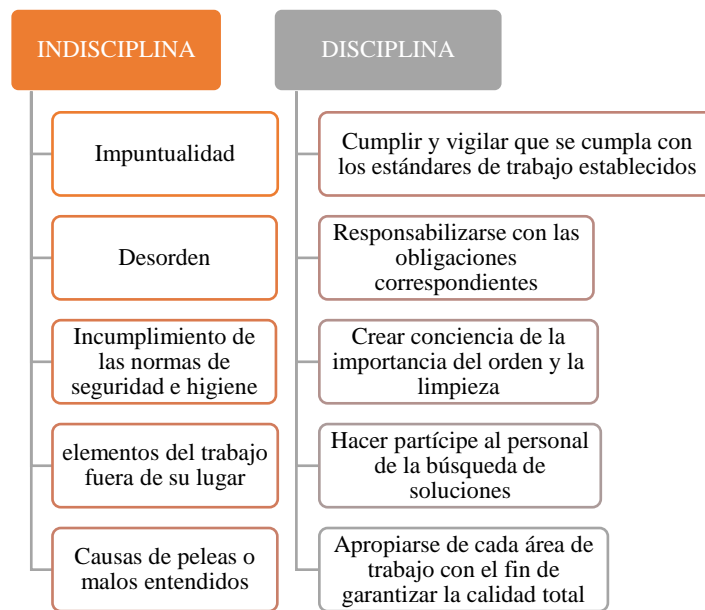 INDISCIPLINA
Impuntualidad
Desorden
Incumplimiento de
las normas de
seguridad e higiene
elementos del trabajo
fuera de su lugar
Causas de peleas o
malos entendidos
DISCIPLINA
Cumplir y vigilar que se cumpla con
los estándares de trabajo establecidos
Responsabilizarse con las
obligaciones
correspondientes
Crear conciencia de la
importancia del orden y la
limpieza
Hacer partícipe al personal
de la búsqueda de
soluciones
Apropiarse de cada área de
trabajo con el fin de
garantizar la calidad total